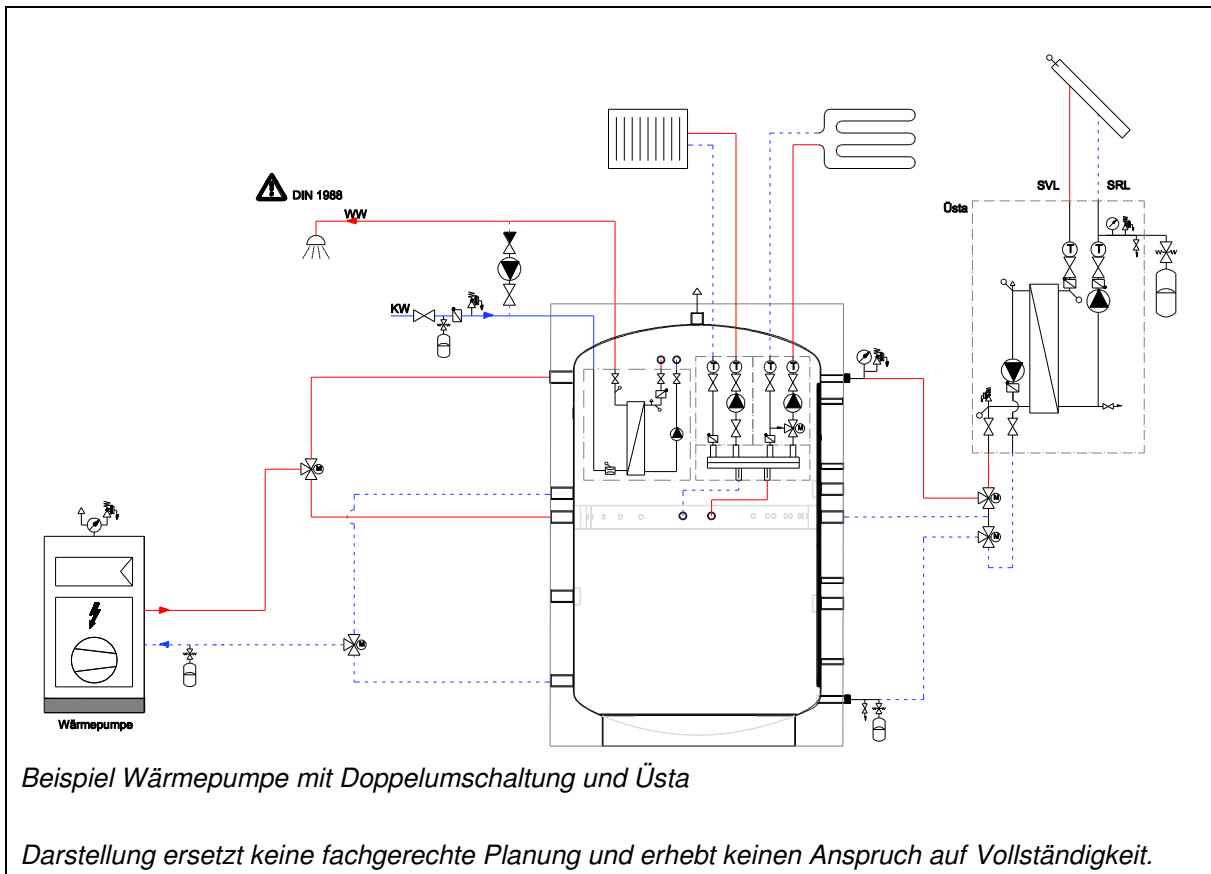 SVL SRL
Üsta
DIN 1988
WW
KW
T T
T T T T
M
M
M
M
M
Wärmepumpe
Beispiel Wärmepumpe mit Doppelumschaltung und Üsta
Darstellung ersetzt keine fachgerechte Planung und erhebt keinen Anspruch auf Vollständigkeit.